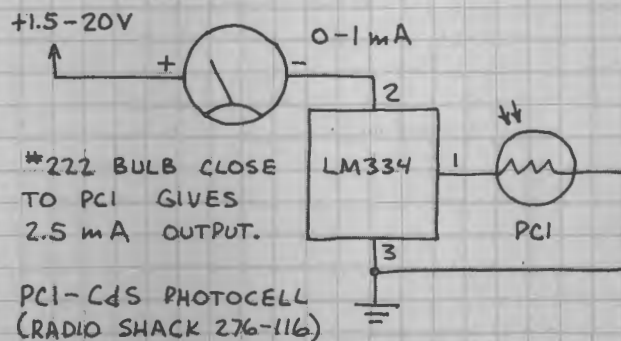 +1.5-20V
0-1mA
+
-
2
LM334
1
3
PC1
#222 BULB CLOSE
TO PC1 GIVES
2.5 mA OUTPUT.
PC1-CdS PHOTOCELL
(RADIO SHACK 276-116)